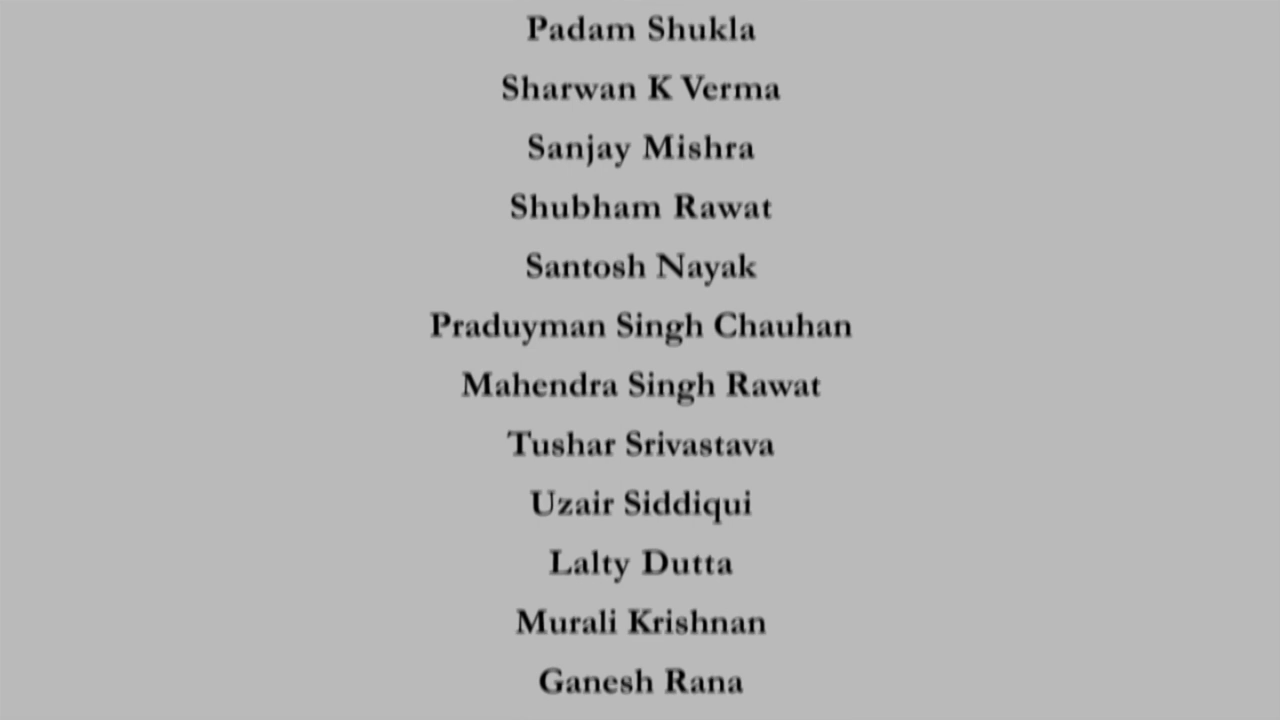 Padam Shukla
Sharwan K Verma
Sanjay Mishra
Shubham Rawat
Santosh Nayak
Praduyman Singh Chauhan
Mahendra Singh Rawat
Tushar Srivastava
Uzair Siddiqui
Lalty Dutta
Murali Krishnan
Ganesh Rana